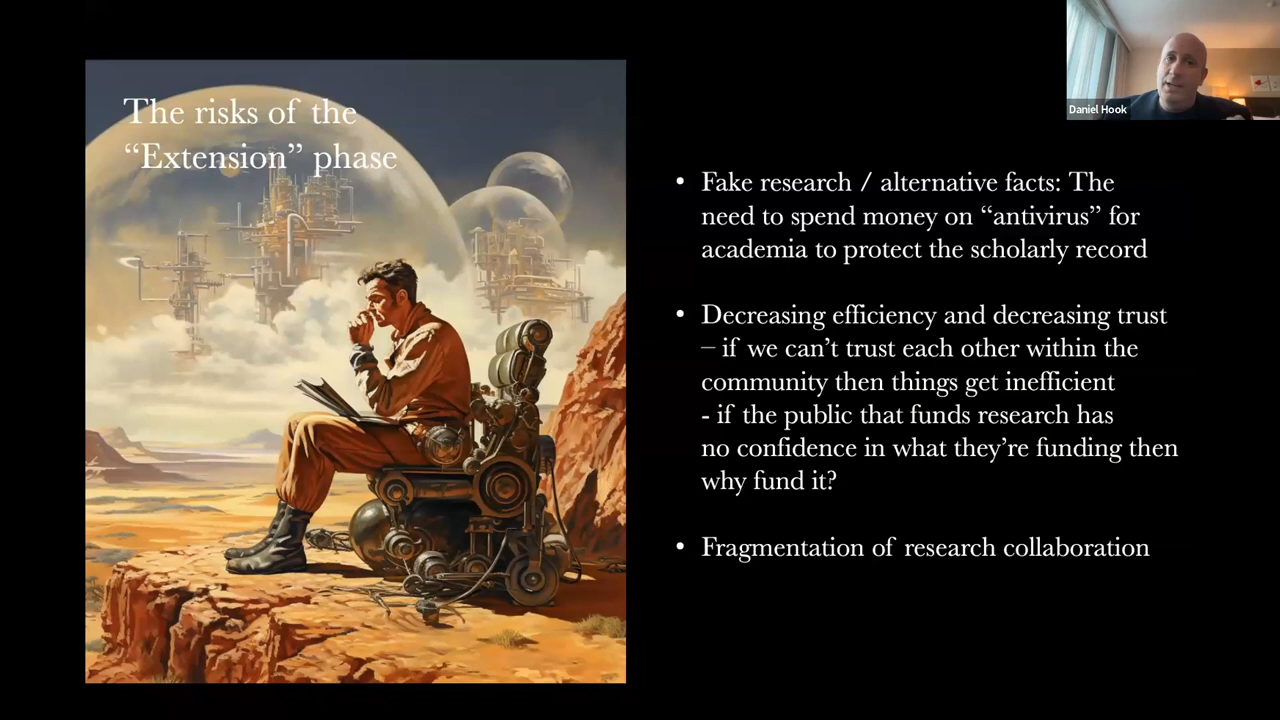 The risks of the
“Extension” phase
Daniel Hook
• Fake research / alternative facts: The
need to spend money on “antivirus” for
academia to protect the scholarly record
• Decreasing efficiency and decreasing trust
– if we can’t trust each other within the
community then things get inefficient
- if the public that funds research has
no confidence in what they’re funding then
why fund it?
• Fragmentation of research collaboration